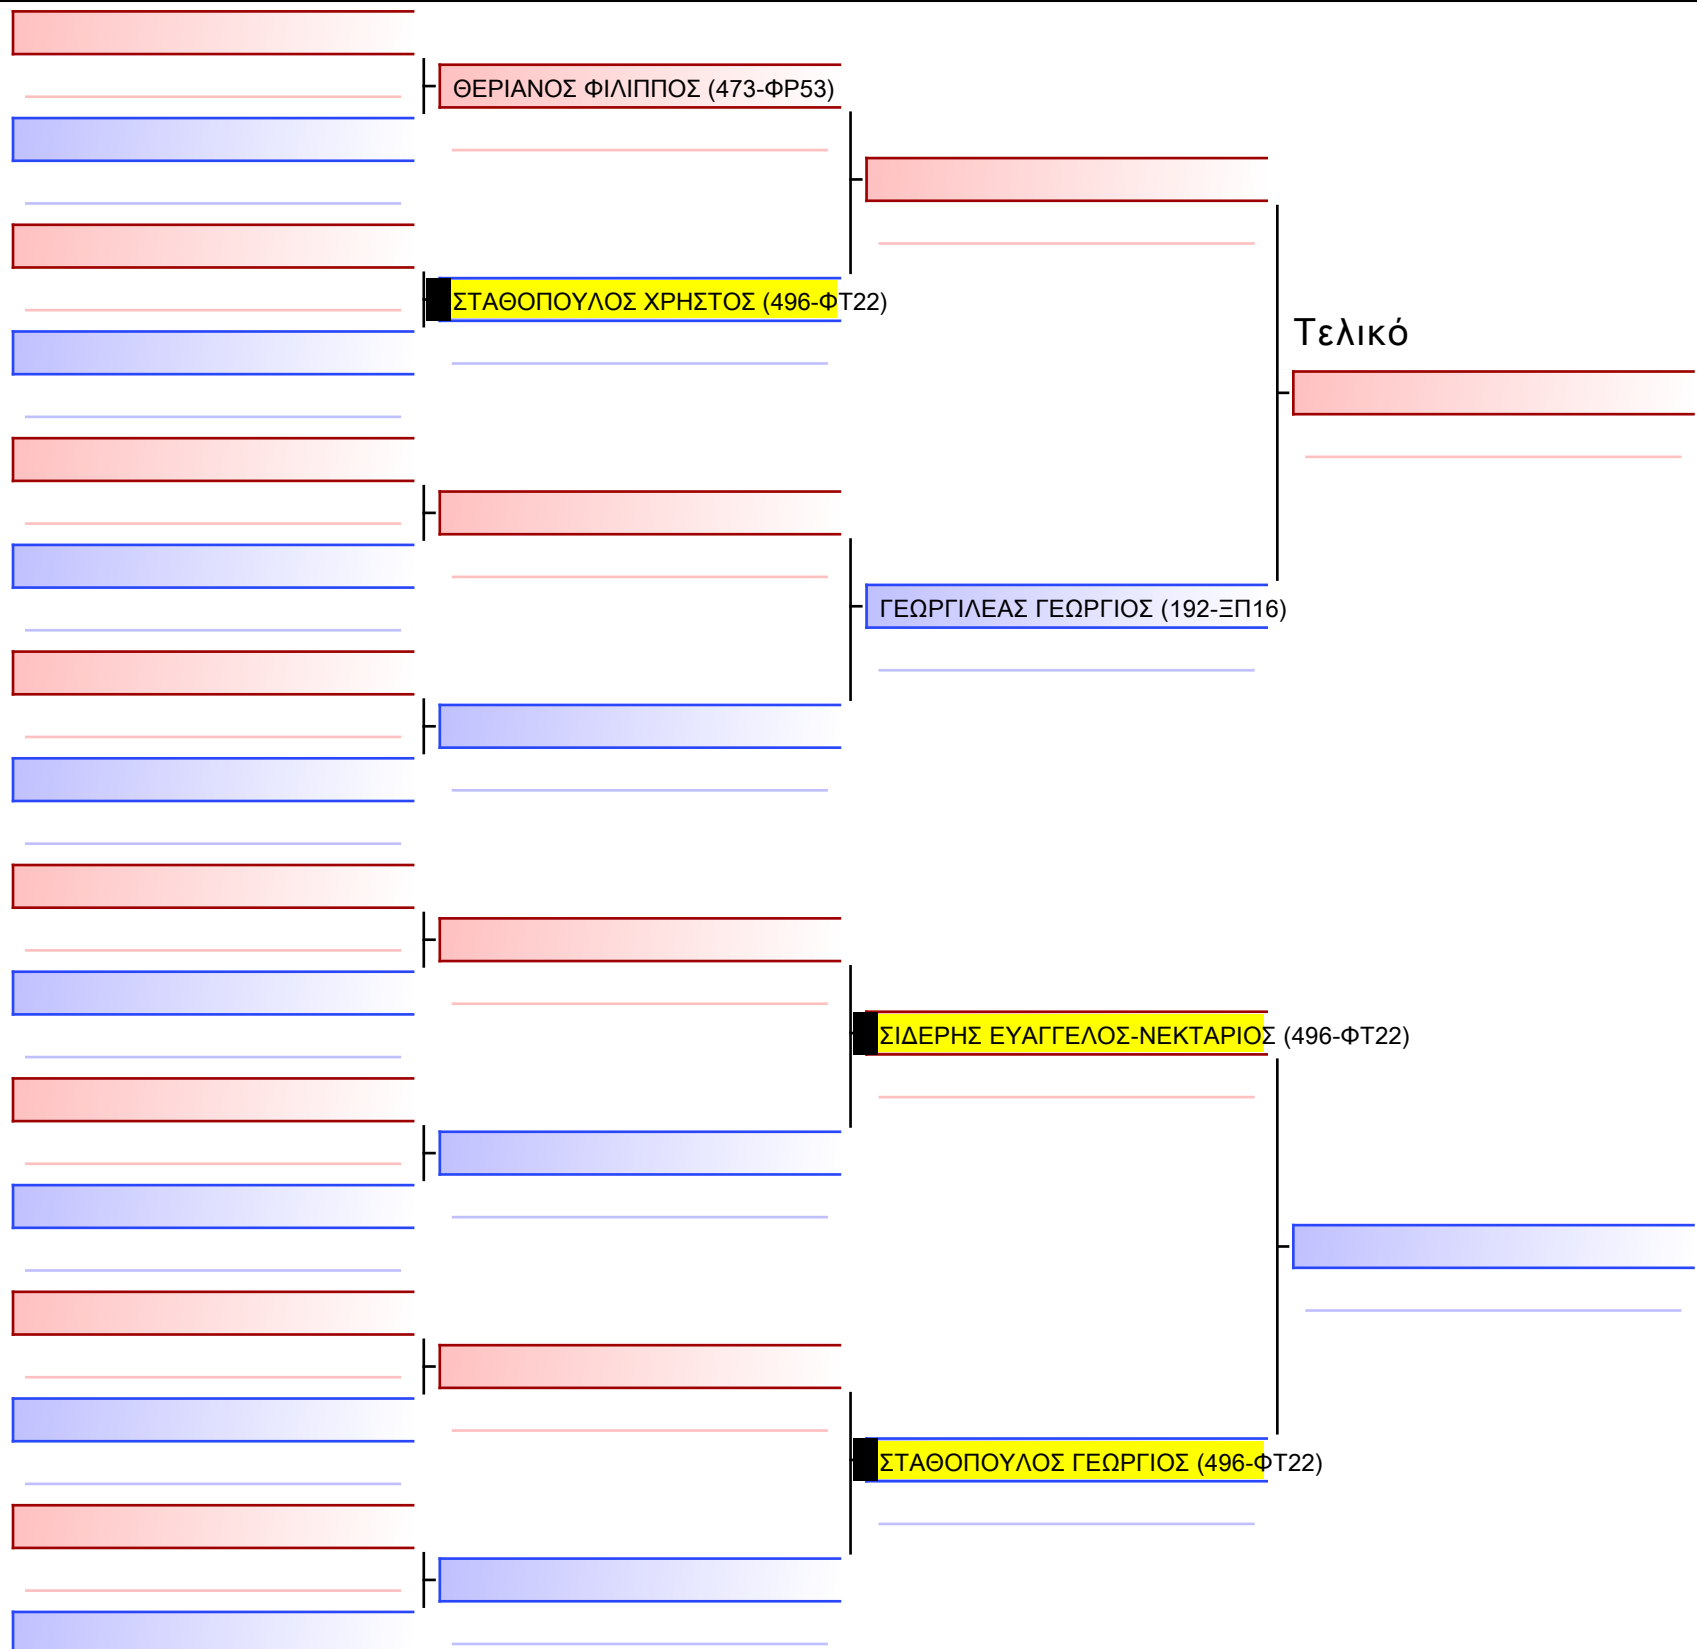 ΘΕΡΙΑΝΟΣ ΦΙΛΙΠΠΟΣ (473-ΦΡ53)
ΣΤΑΘΟΠΟΥΛΟΣ ΧΡΗΣΤΟΣ (496-ΦΤ22)
Τελικό
ΓΕΩΡΓΙΛΕΑΣ ΓΕΩΡΓΙΟΣ (192-ΞΠ16)
ΣΙΔΕΡΗΣ ΕΥΑΓΓΕΛΟΣ-ΝΕΚΤΑΡΙΟΣ (496-ΦΤ22)
ΣΤΑΘΟΠΟΥΛΟΣ ΓΕΩΡΓΙΟΣ (496-ΦΤ22)